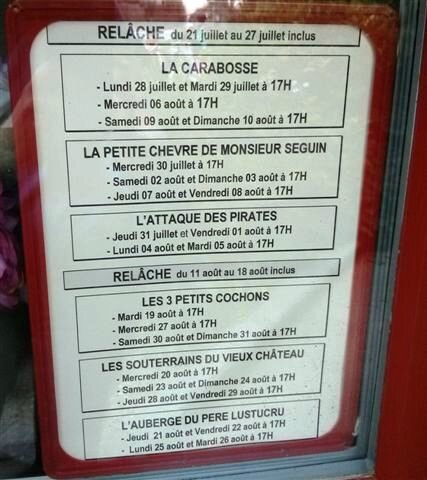 RELÂCHE du 21 juillet au 27 juillet inclus
LA CARABOSSE
- Lundi 28 juillet et Mardi 29 juillet à 17H
- Mercredi 06 août à 17H
- Samedi 09 août et Dimanche 10 août à 17H
LA PETITE CHEVRE DE MONSIEUR SEGUIN
- Mercredi 30 juillet à 17H
- Samedi 02 août et Dimanche 03 août à 17H
- Jeudi 07 août et Vendredi 08 août à 17H
L'ATTAQUE DES PIRATES
- Jeudi 31 juillet et Vendredi 01 août à 17H
- Lundi 04 août et Mardi 05 août à 17H
RELÂCHE du 11 août au 18 août inclus
LES 3 PETITS COCHONS
- Mardi 19 août à 17H
- Mercredi 27 août à 17H
- Samedi 30 août et Dimanche 31 août à 17H
LES SOUTERRAINS DU VIEUX CHÂTEAU
- Mercredi 20 août à 17H
- Samedi 23 août et Dimanche 24 août à 17H
- Jeudi 28 août et Vendredi 29 août à 17H
L'AUBERGE DU PERE LUSTUCRU
- Jeudi 21 août et Vendredi 22 août à 17H
- Lundi 25 août et Mardi 26 août à 17H